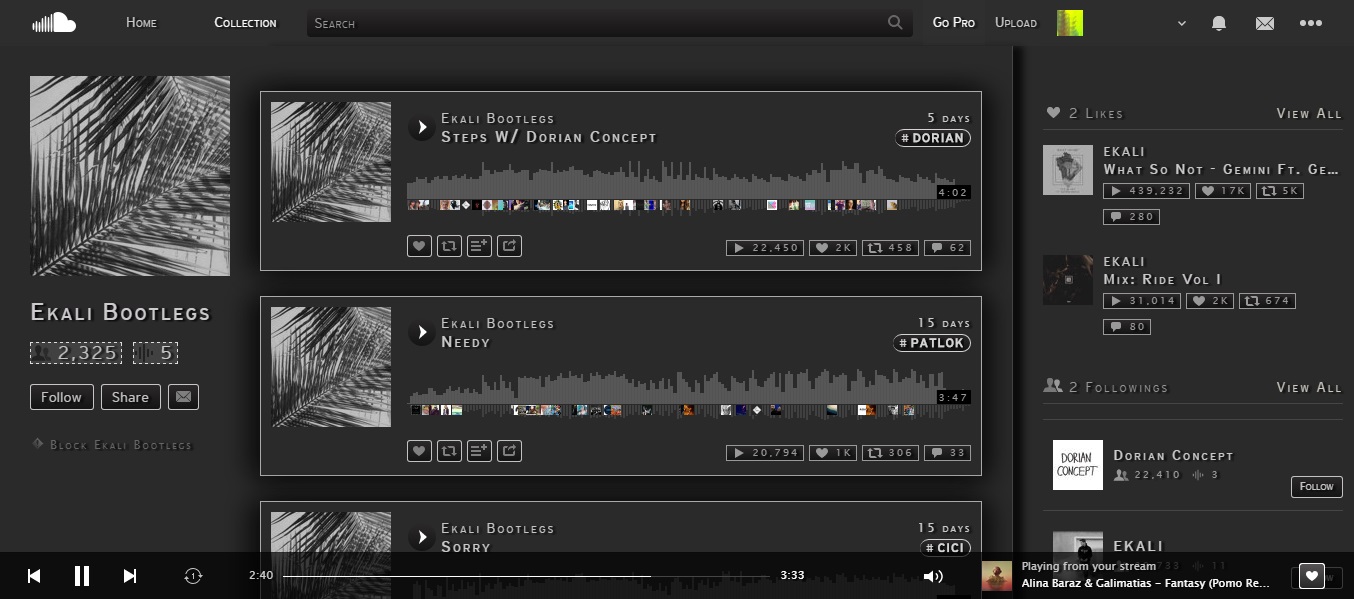 Home
Collection
Search
Go Pro
Upload
Ekali Bootlegs
2,325
5
Follow
Share
Block Ekali Bootlegs
Ekali Bootlegs
5 days
Steps W/ Dorian Concept
# DORIAN
4:02
22,450
2K
458
62
Ekali Bootlegs
15 days
Needy
# PATLOK
3:47
20,794
1K
306
33
Ekali Bootlegs
15 days
Sorry
# CICI
2 Likes
View All
EKALI
What So Not - Gemini Ft. Ge...
439,232
17K
5K
280
EKALI
Mix: Ride Vol I
31,014
2K
674
80
2 Followings
View All
DORIAN
CONCEPT
Dorian Concept
22,410
3
Follow
EKALI
11
1
2:40
3:33
Playing from your stream
Alina Baraz & Galimatias – Fantasy (Pomo Re...